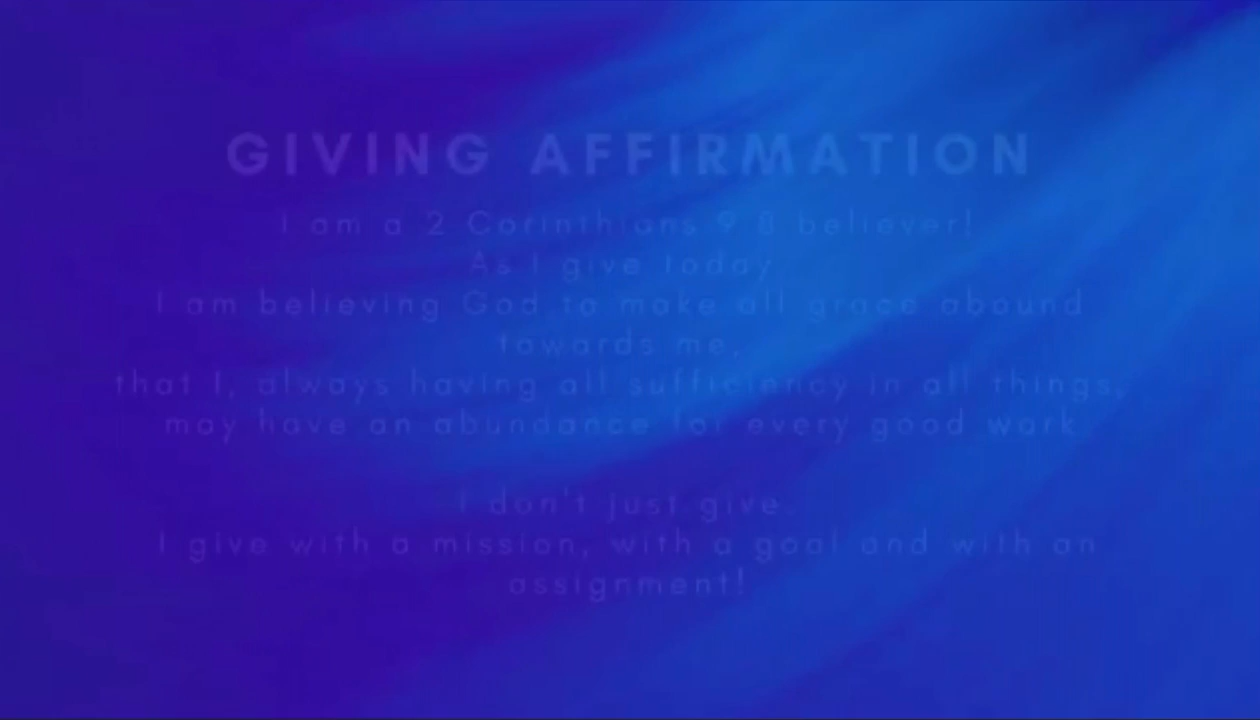 GIVING AFFIRMATION
I am a 2 Corinthians 9 8 believer!
As I give today
I am believing God to make all grace abound
towards me,
that I, always having all sufficiency in all things,
may have an abundance for every good work
I don't just give.
I give with a mission, with a goal and with an
assignment!